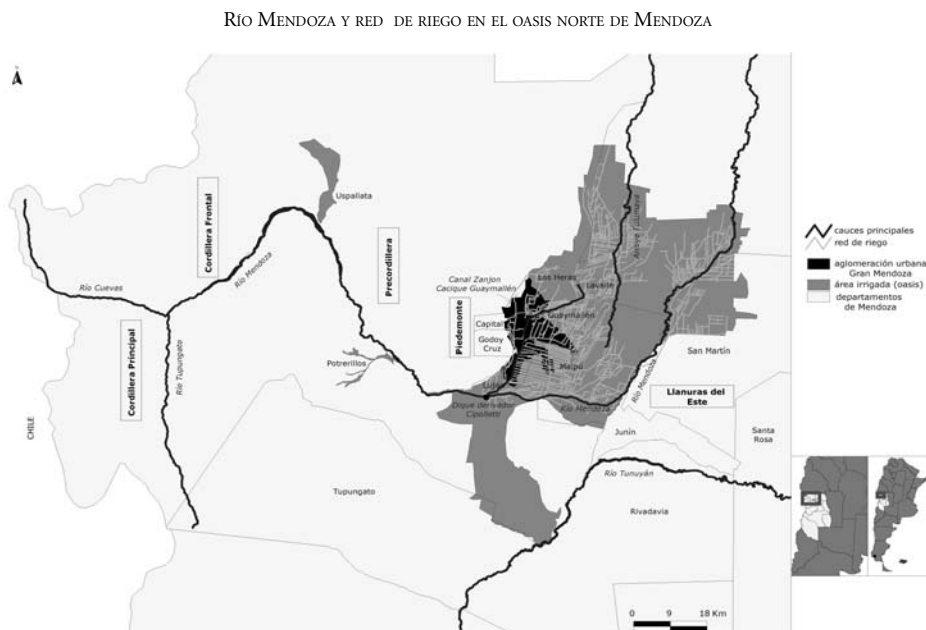 Río Mendoza y red de riego en el oasis norte de Mendoza
N
Uspallata
Cordillera Frontal
Río Mendoza
Precordillera
Río Cuevas
Cordillera Principal
Río Tupungato
CHILE
Potrerillos
Canal Zanjon
Cacique Guaymallén
Piedemonte
Capital
Godoy
Cruz
Los Heras
Lavalle
Guaymallén
Maipú
Luján
Dique derivador
Cipolletti
Río Mendoza
Río Mendoza
San Martín
Llanuras del
Este
Junín
Santa
Rosa
Río Tunuyán
Tupungato
Rivadavia
0 9 18 Km
cauces principales
red de riego
aglomeración urbana
Gran Mendoza
área irrigada (oasis)
departamentos
de Mendoza